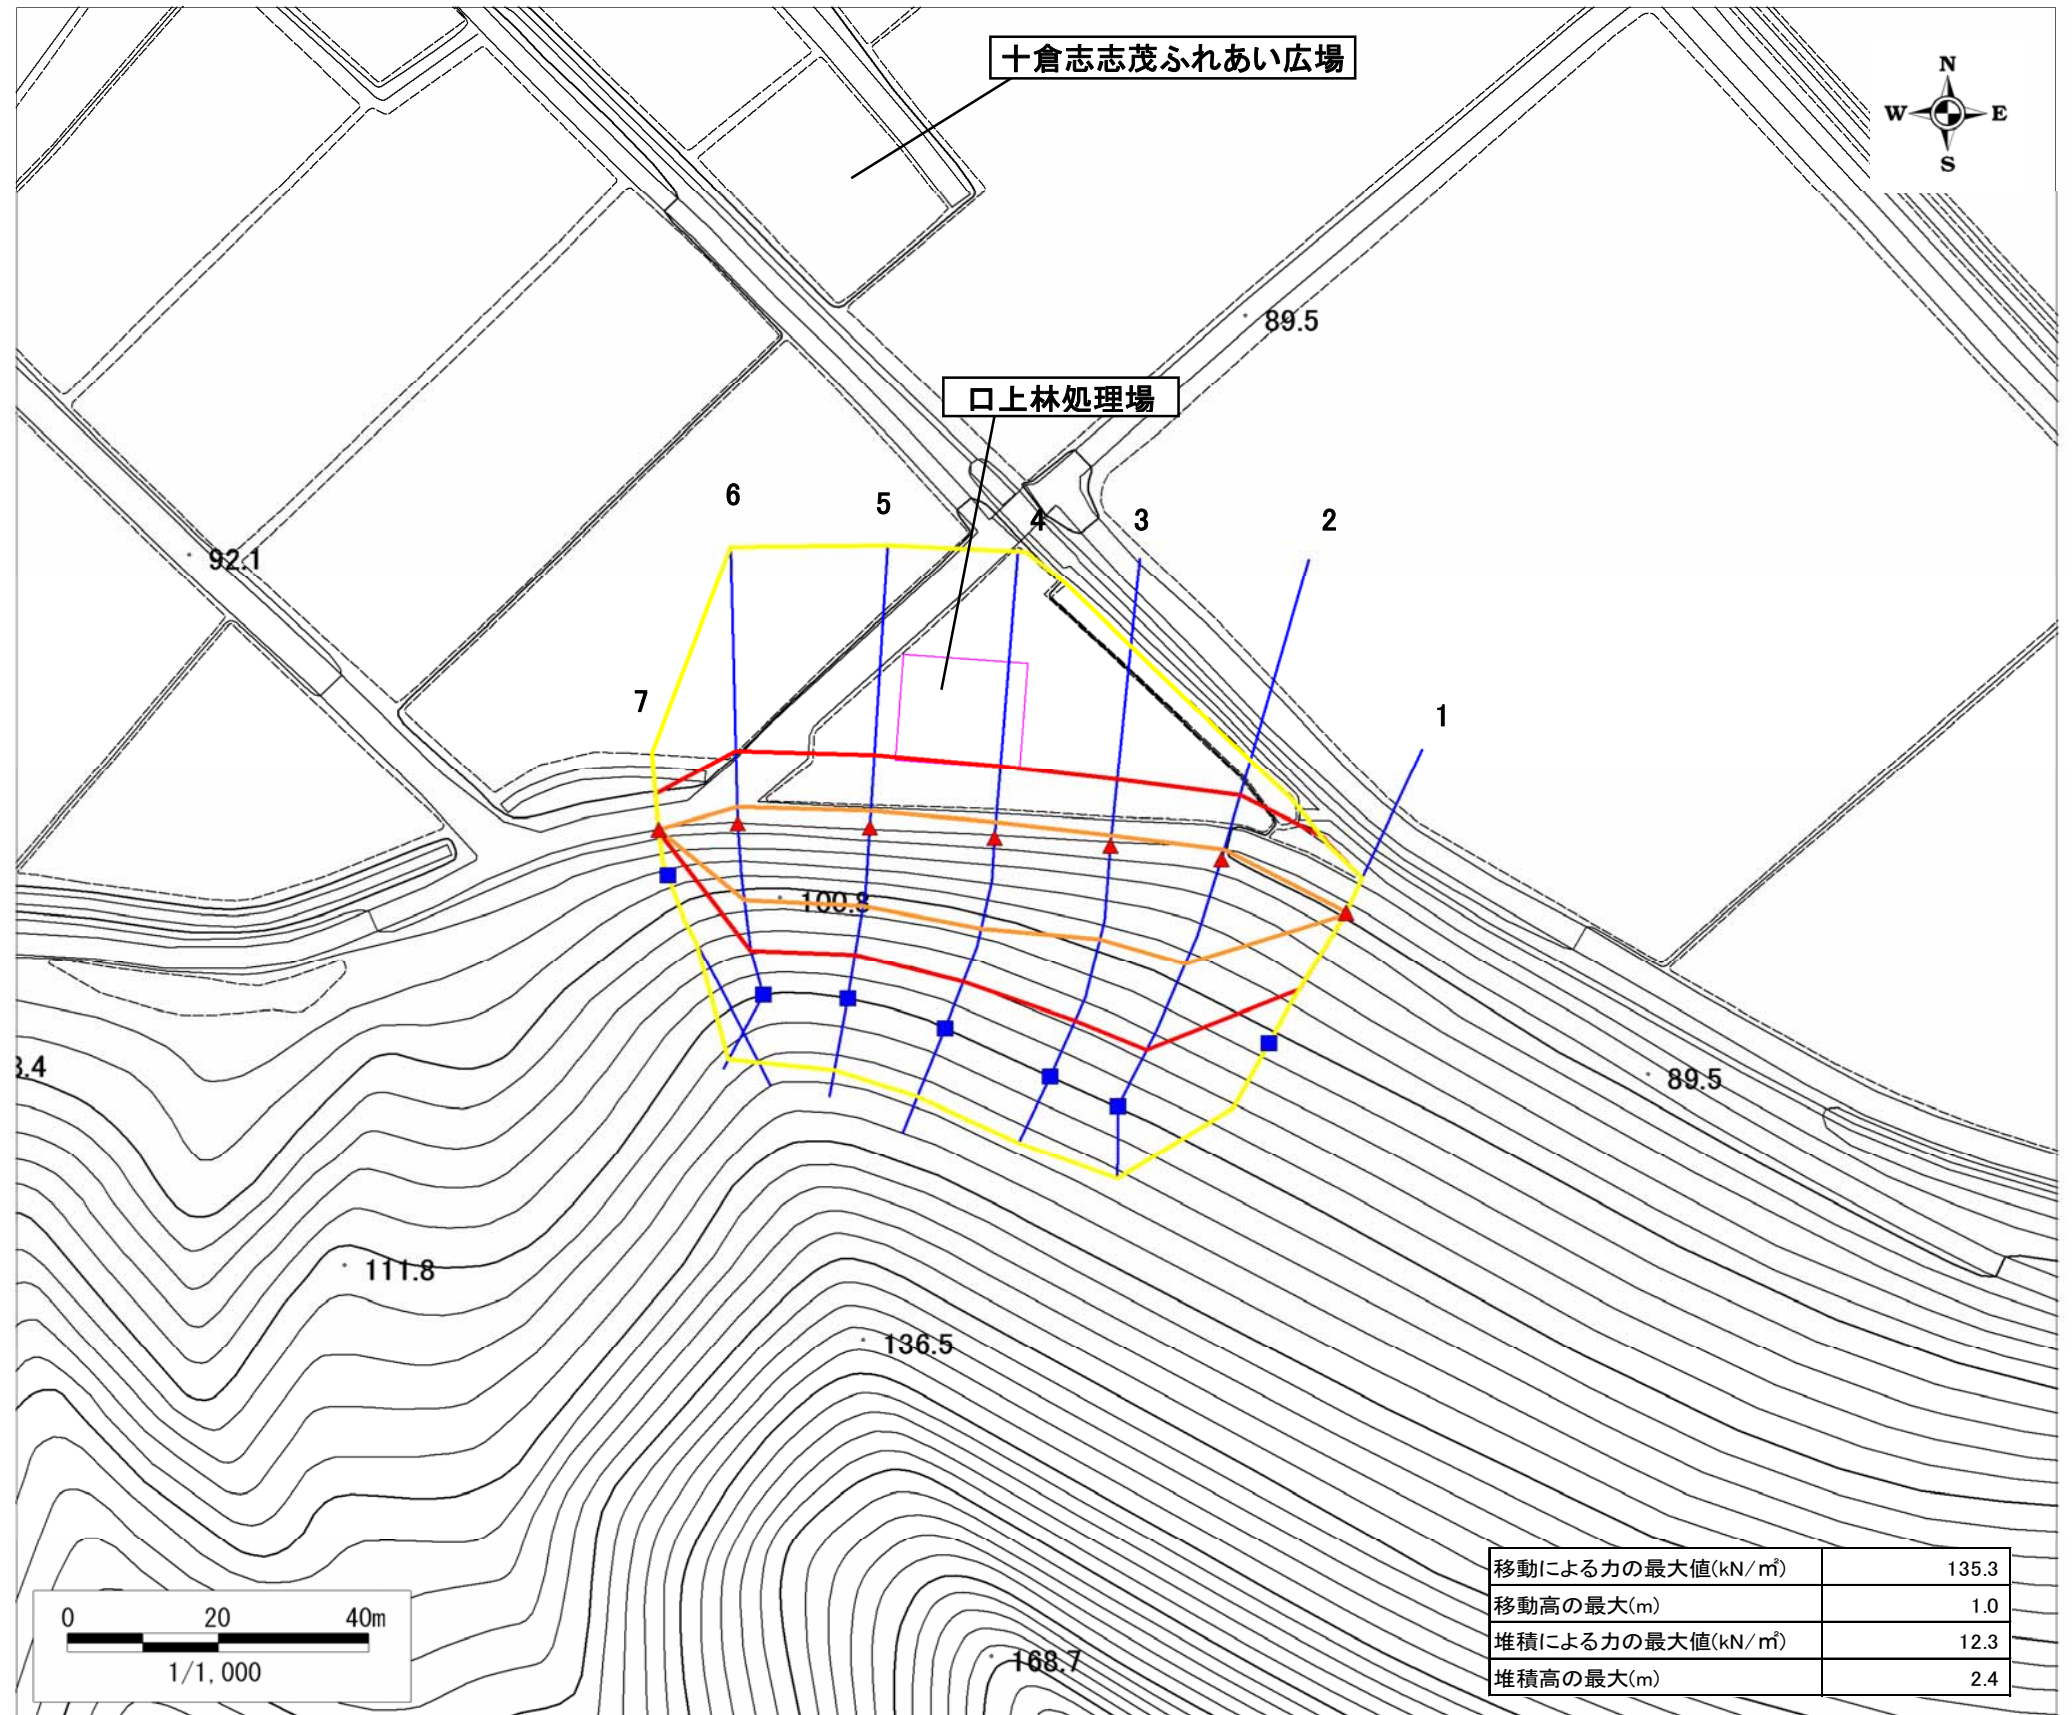 十倉志志茂ふれあい広場
N
W E
S
89.5
口上林処理場
6
5
4
3
2
92.1
7
1
100.8
3.4
89.5
111.8
136.5
168.7
0 20 40m
1/1,000
移動による力の最大値(kN/㎡) 135.3
移動高の最大(m) 1.0
堆積による力の最大値(kN/㎡) 12.3
堆積高の最大(m) 2.4